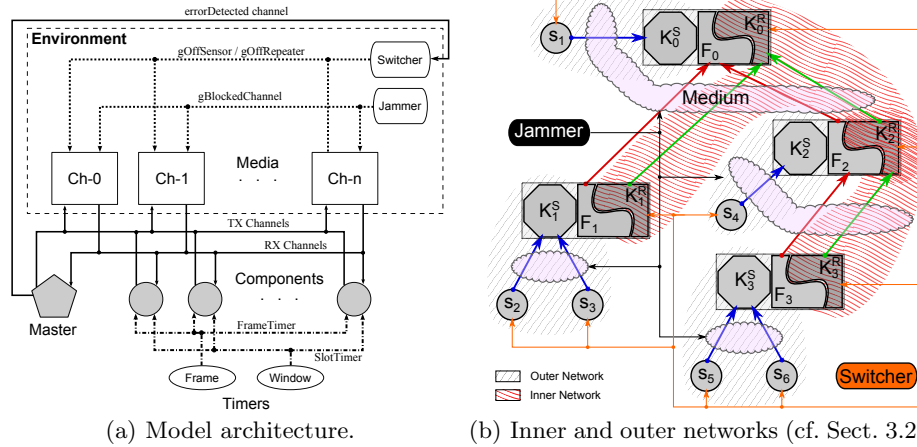 errorDetected channel
Environment
gOffSensor / gOffRepeater
Switcher
gBlockedChannel
Jammer
Ch-0
Ch-1
Media
. . .
Ch-n
TX Channels
RX Channels
Components
. . .
Master
FrameTimer
SlotTimer
Frame
Window
Timers
(a) Model architecture.
S1
K0S
F0
K0R
Medium
Jammer
K2S
F2
K2R
K1S
F1
K1R
S4
S2
S3
K3S
F3
K3R
S5
S6
Outer Network
Inner Network
Switcher
(b) Inner and outer networks (cf. Sect. 3.2